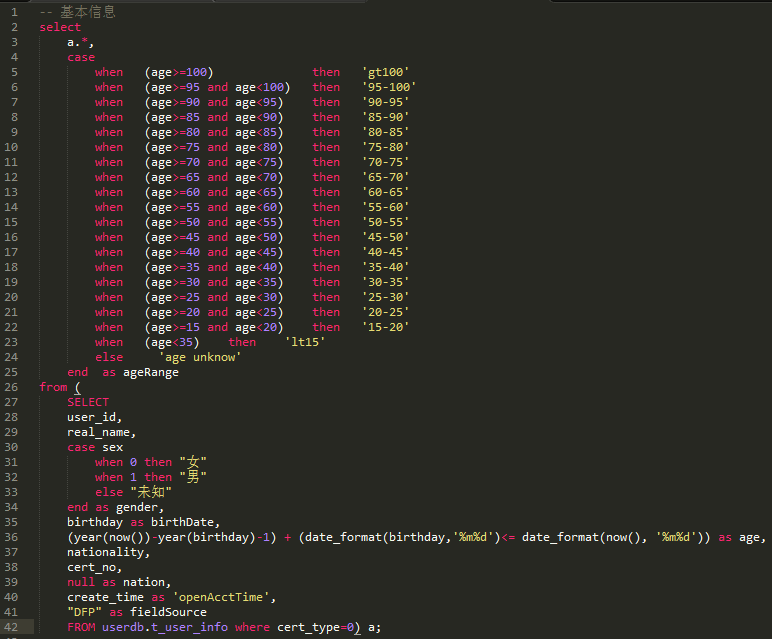 1 -- 基本信息
2 select
3 a.*,
4 case
5 when (age>=100) then 'gt100'
6 when (age>=95 and age<100) then '95-100'
7 when (age>=90 and age<95) then '90-95'
8 when (age>=85 and age<90) then '85-90'
9 when (age>=80 and age<85) then '80-85'
10 when (age>=75 and age<80) then '75-80'
11 when (age>=70 and age<75) then '70-75'
12 when (age>=65 and age<70) then '65-70'
13 when (age>=60 and age<65) then '60-65'
14 when (age>=55 and age<60) then '55-60'
15 when (age>=50 and age<55) then '50-55'
16 when (age>=45 and age<50) then '45-50'
17 when (age>=40 and age<45) then '40-45'
18 when (age>=35 and age<40) then '35-40'
19 when (age>=30 and age<35) then '30-35'
20 when (age>=25 and age<30) then '25-30'
21 when (age>=20 and age<25) then '20-25'
22 when (age>=15 and age<20) then '15-20'
23 when (age<35) then 'lt15'
24 else 'age unknow'
25 end as ageRange
26 from (
27 SELECT
28 user_id,
29 real_name,
30 case sex
31 when 0 then "女"
32 when 1 then "男"
33 else "未知"
34 end as gender,
35 birthday as birthDate,
36 (year(now())-year(birthday)-1) + (date_format(birthday,'%m%d')<= date_format(now(), '%m%d')) as age,
37 nationality,
38 cert_no,
39 null as nation,
40 create_time as 'openAcctTime',
41 "DFP" as fieldSource
42 FROM userdb.t_user_info where cert_type=0) a;